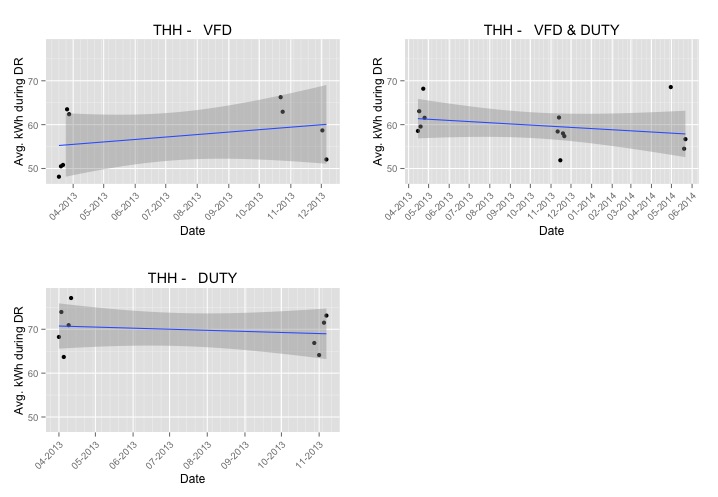 THH - VFD
Avg. kWh during DR
70
60
50
04-2013 05-2013 06-2013 07-2013 08-2013 09-2013 10-2013 11-2013 12-2013
Date
THH - VFD & DUTY
Avg. kWh during DR
70
60
50
04-2013 05-2013 06-2013 07-2013 08-2013 09-2013 10-2013 11-2013 12-2013 01-2014 02-2014 03-2014 04-2014 05-2014 06-2014
Date
THH - DUTY
Avg. kWh during DR
70
60
50
04-2013 05-2013 06-2013 07-2013 08-2013 09-2013 10-2013 11-2013
Date